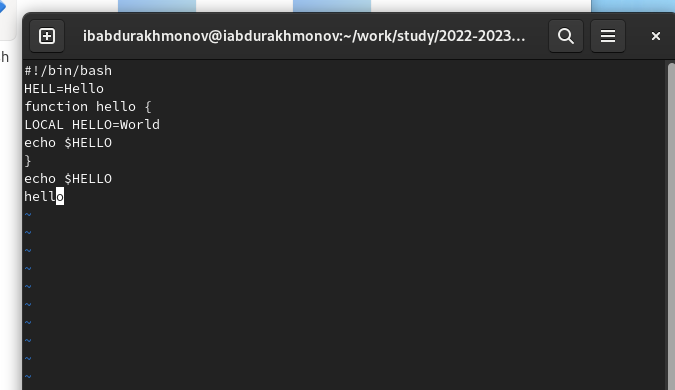 h
ibabdurakhmonov@iabdurakhmonov:~/work/study/2022-2023...
#!/bin/bash
HELL=Hello
function hello {
LOCAL HELLO=World
echo $HELLO
}
echo $HELLO
hello
~
~
~
~
~
~
~
~
~
~